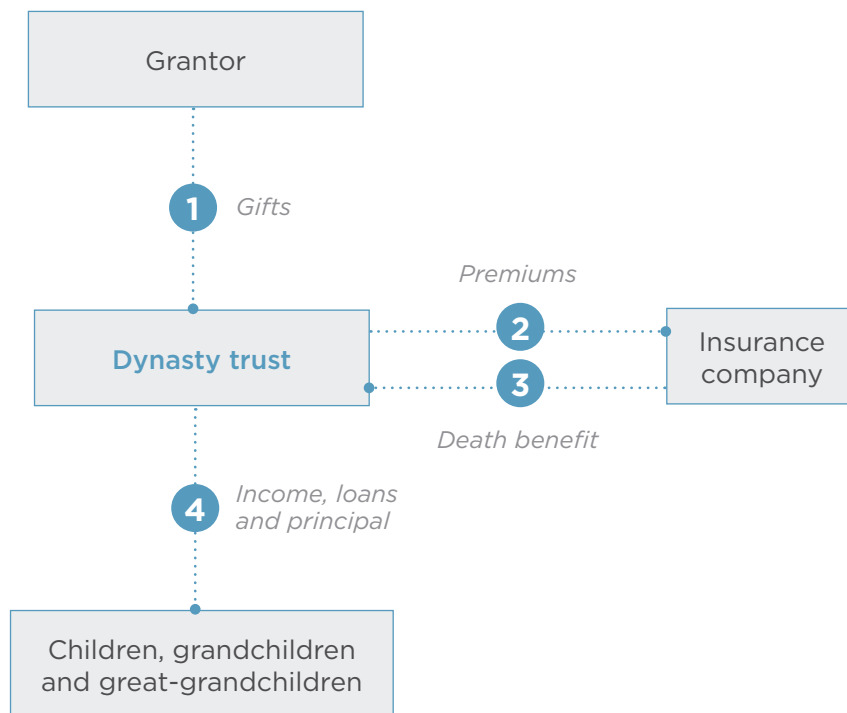 Grantor
1
Gifts
Premiums
2
Dynasty trust
Insurance
company
3
Death benefit
4
Income, loans
and principal
Children, grandchildren
and great-grandchildren